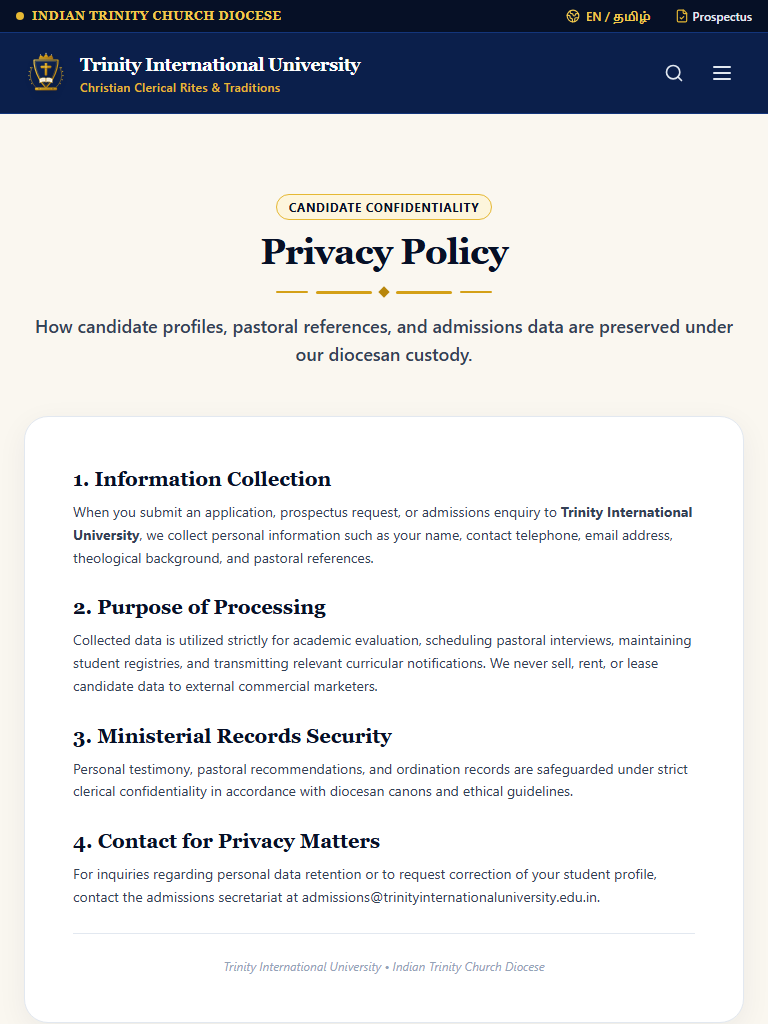 INDIAN TRINITY CHURCH DIOCESE
EN / தமிழ்
Prospectus
Trinity International University
Christian Clerical Rites & Traditions
CANDIDATE CONFIDENTIALITY
Privacy Policy
How candidate profiles, pastoral references, and admissions data are preserved under
our diocesan custody.
1. Information Collection
When you submit an application, prospectus request, or admissions enquiry to Trinity International
University, we collect personal information such as your name, contact telephone, email address,
theological background, and pastoral references.
2. Purpose of Processing
Collected data is utilized strictly for academic evaluation, scheduling pastoral interviews, maintaining
student registries, and transmitting relevant curricular notifications. We never sell, rent, or lease
candidate data to external commercial marketers.
3. Ministerial Records Security
Personal testimony, pastoral recommendations, and ordination records are safeguarded under strict
clerical confidentiality in accordance with diocesan canons and ethical guidelines.
4. Contact for Privacy Matters
For inquiries regarding personal data retention or to request correction of your student profile,
contact the admissions secretariat at admissions@trinityinternationaluniversity.edu.in.
Trinity International University • Indian Trinity Church Diocese